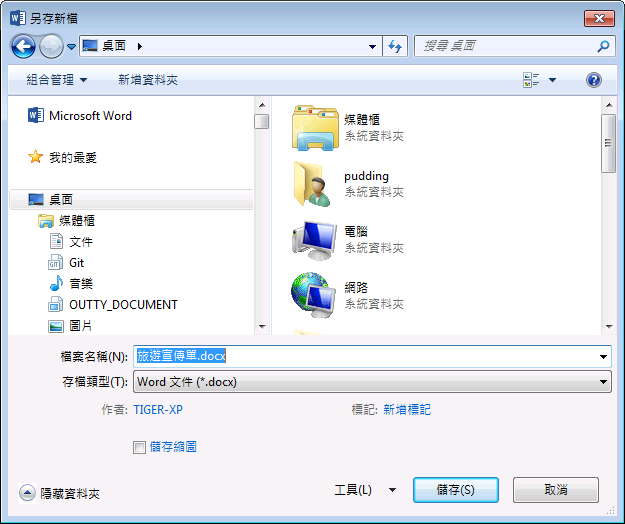 另存新檔
桌面
搜尋 桌面
組合管理
新增資料夾
Microsoft Word
我的最愛
桌面
媒體櫃
文件
Git
音樂
OUTTY_DOCUMENT
圖片
媒體櫃
系統資料夾
pudding
系統資料夾
電腦
系統資料夾
網路
系統資料夾
檔案名稱(N): 旅遊宣傳單.docx
存檔類型(T): Word 文件 (*.docx)
作者: TIGER-XP 標記: 新增標記
儲存縮圖
隱藏資料夾 工具(L) 儲存(S) 取消